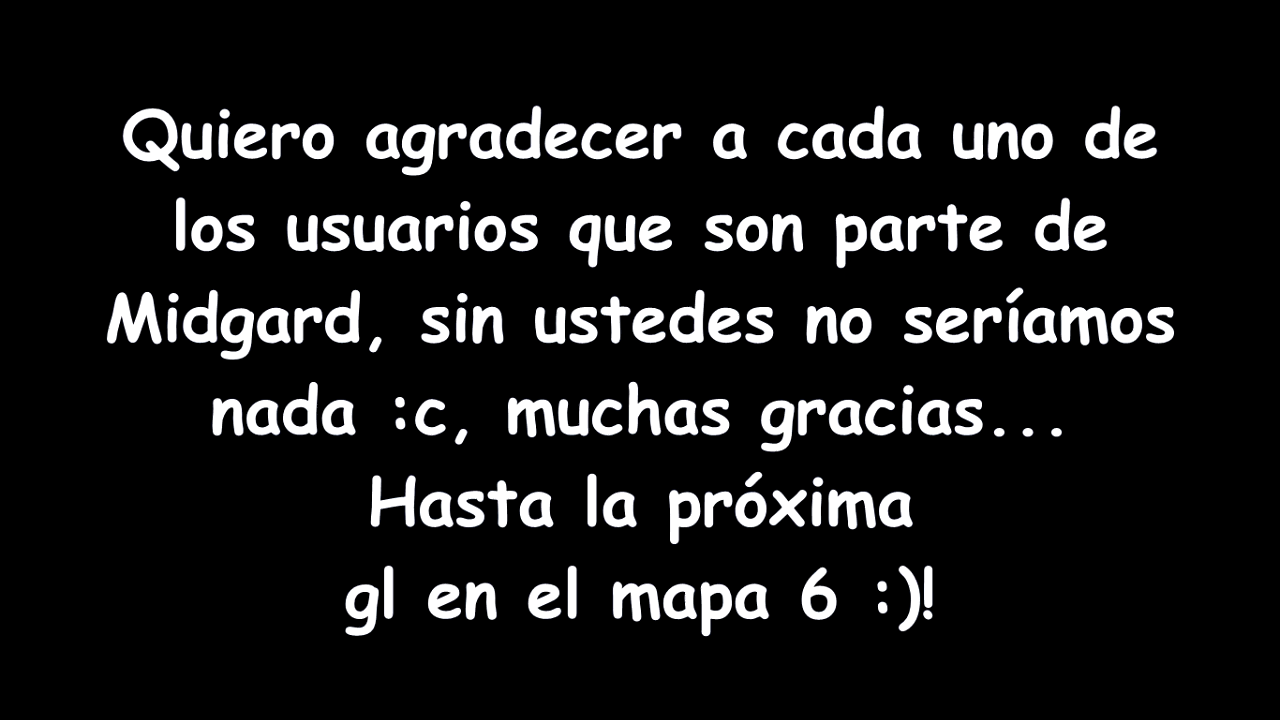 Quiero agradecer a cada uno de
los usuarios que son parte de
Midgard, sin ustedes no seríamos
nada :c, muchas gracias...
Hasta la próxima
gl en el mapa 6 :)!